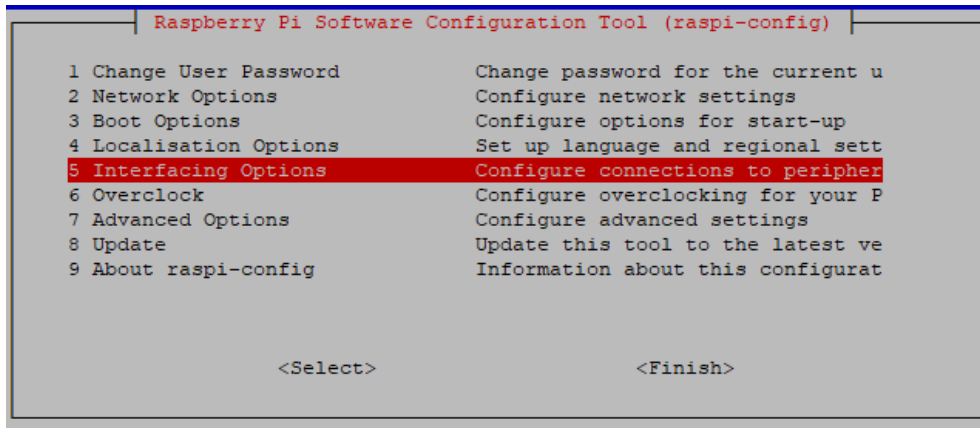 Raspberry Pi Software Configuration Tool (raspi-config)
1 Change User Password Change password for the current u
2 Network Options Configure network settings
3 Boot Options Configure options for start-up
4 Localisation Options Set up language and regional sett
5 Interfacing Options Configure connections to peripher
6 Overclock Configure overclocking for your P
7 Advanced Options Configure advanced settings
8 Update Update this tool to the latest ve
9 About raspi-config Information about this configurat
<Select> <Finish>